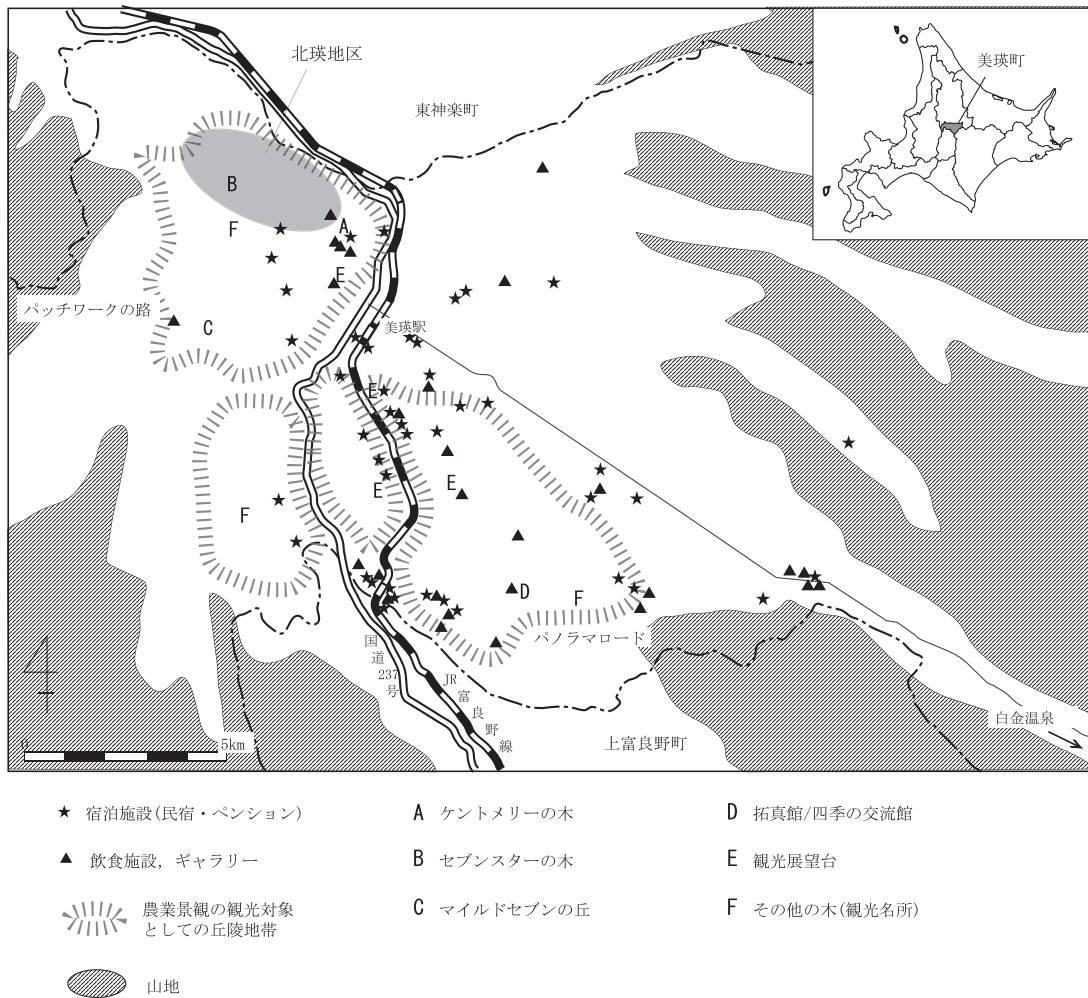 北瑛地区
東神楽町
美瑛町
B
F
A
E
パッチワークの路
C
美瑛駅
E
E
E
F
D
F
パノラマロード
国道237号
JR富良野線
上富良野町
白金温泉
4
0
5km
★ 宿泊施設(民宿・ペンション)
▲ 飲食施設，ギャラリー
農業景観の観光対象
としての丘陵地帯
山地
A ケントメリーの木
B セブンスターの木
C マイルドセブンの丘
D 拓真館/四季の交流館
E 観光展望台
F その他の木(観光名所)